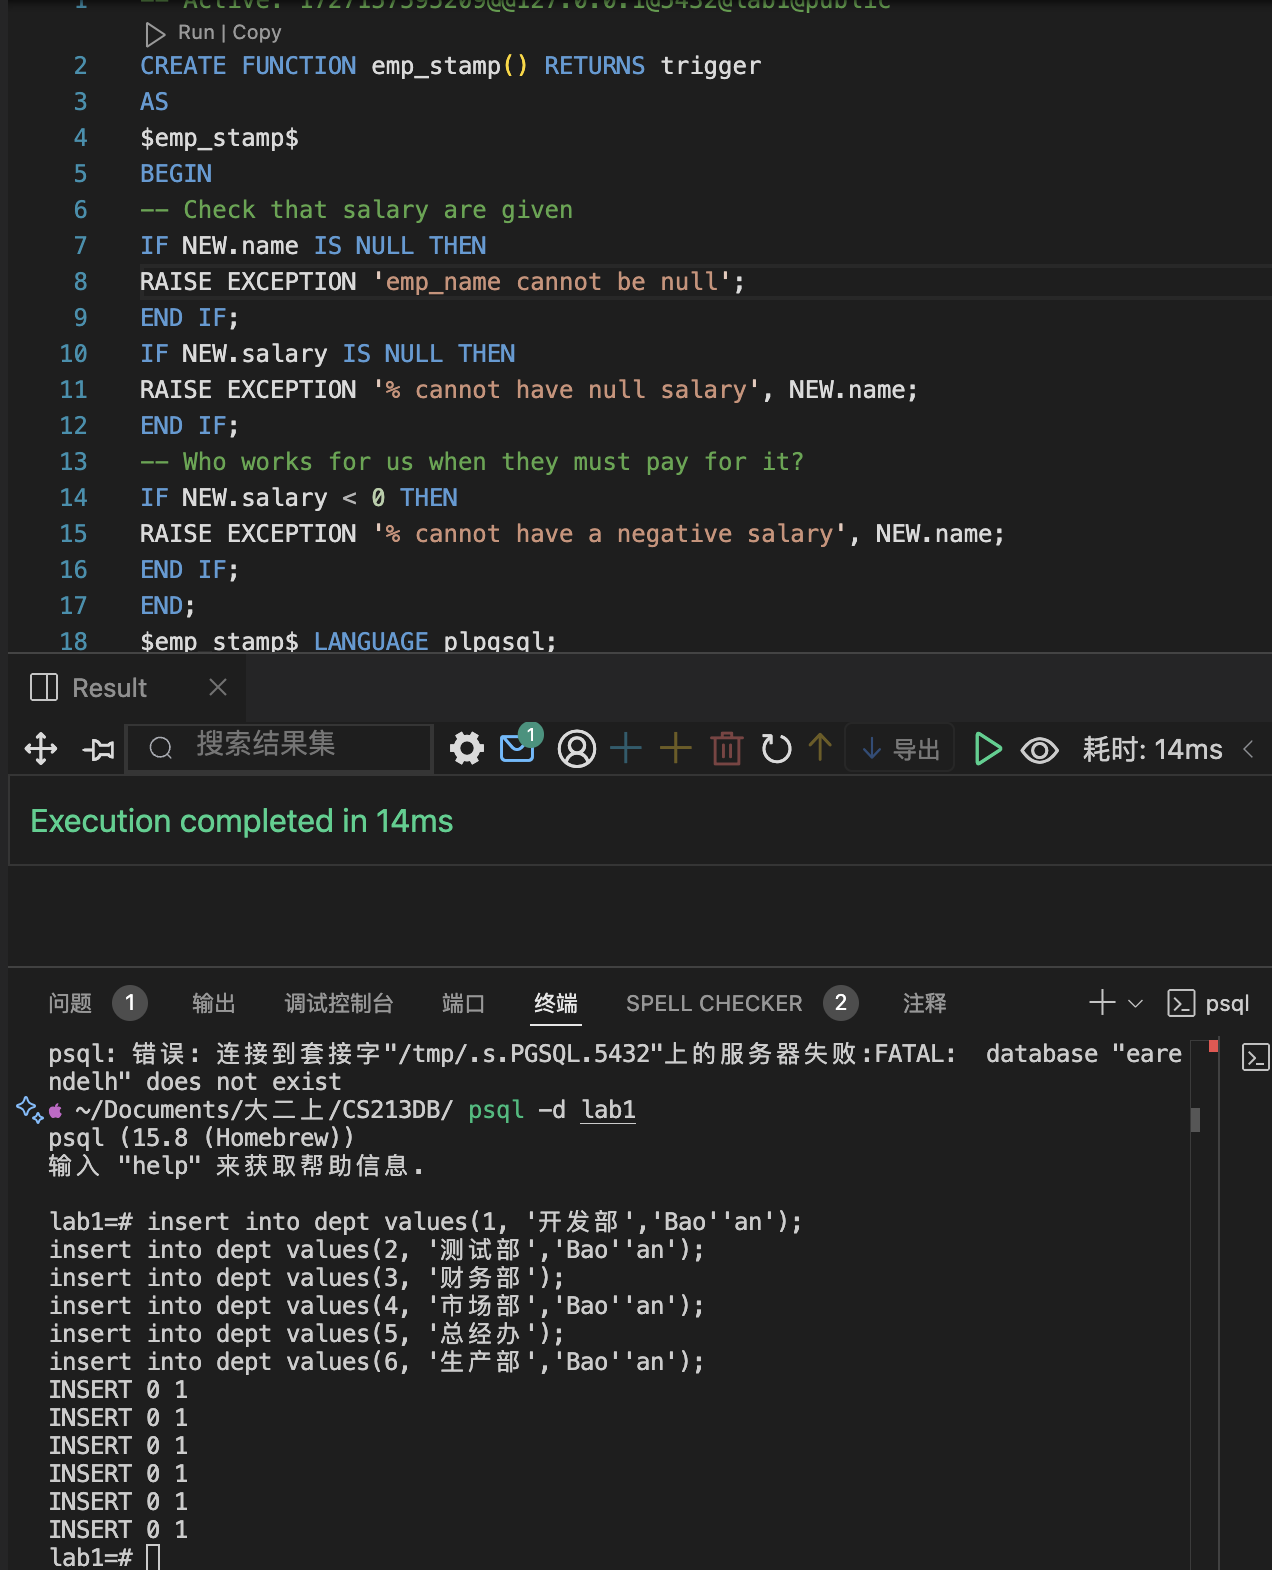 1 -- Active: 1727157595209@@127.0.0.1@5432@lab1@public
Run | Copy
2 CREATE FUNCTION emp_stamp() RETURNS trigger
3 AS
4 $emp_stamp$
5 BEGIN
6 -- Check that salary are given
7 IF NEW.name IS NULL THEN
8 RAISE EXCEPTION 'emp_name cannot be null';
9 END IF;
10 IF NEW.salary IS NULL THEN
11 RAISE EXCEPTION '% cannot have null salary', NEW.name;
12 END IF;
13 -- Who works for us when they must pay for it?
14 IF NEW.salary < 0 THEN
15 RAISE EXCEPTION '% cannot have a negative salary', NEW.name;
16 END IF;
17 END;
18 $emp_stamp$ LANGUAGE plpgsql;
Result
搜索结果集 1 导出 耗时: 14ms
Execution completed in 14ms
问题 1 输出 调试控制台 端口 终端 SPELL CHECKER 2 注释 psql
psql: 错误: 连接到套接字"/tmp/.s.PGSQL.5432"上的服务器失败:FATAL:  database "eare
ndelh" does not exist
~/Documents/大二上/CS213DB/ psql -d lab1
psql (15.8 (Homebrew))
输入 "help" 来获取帮助信息.
lab1=# insert into dept values(1, '开发部','Bao''an');
insert into dept values(2, '测试部','Bao''an');
insert into dept values(3, '财务部');
insert into dept values(4, '市场部','Bao''an');
insert into dept values(5, '总经办');
insert into dept values(6, '生产部','Bao''an');
INSERT 0 1
INSERT 0 1
INSERT 0 1
INSERT 0 1
INSERT 0 1
INSERT 0 1
lab1=#